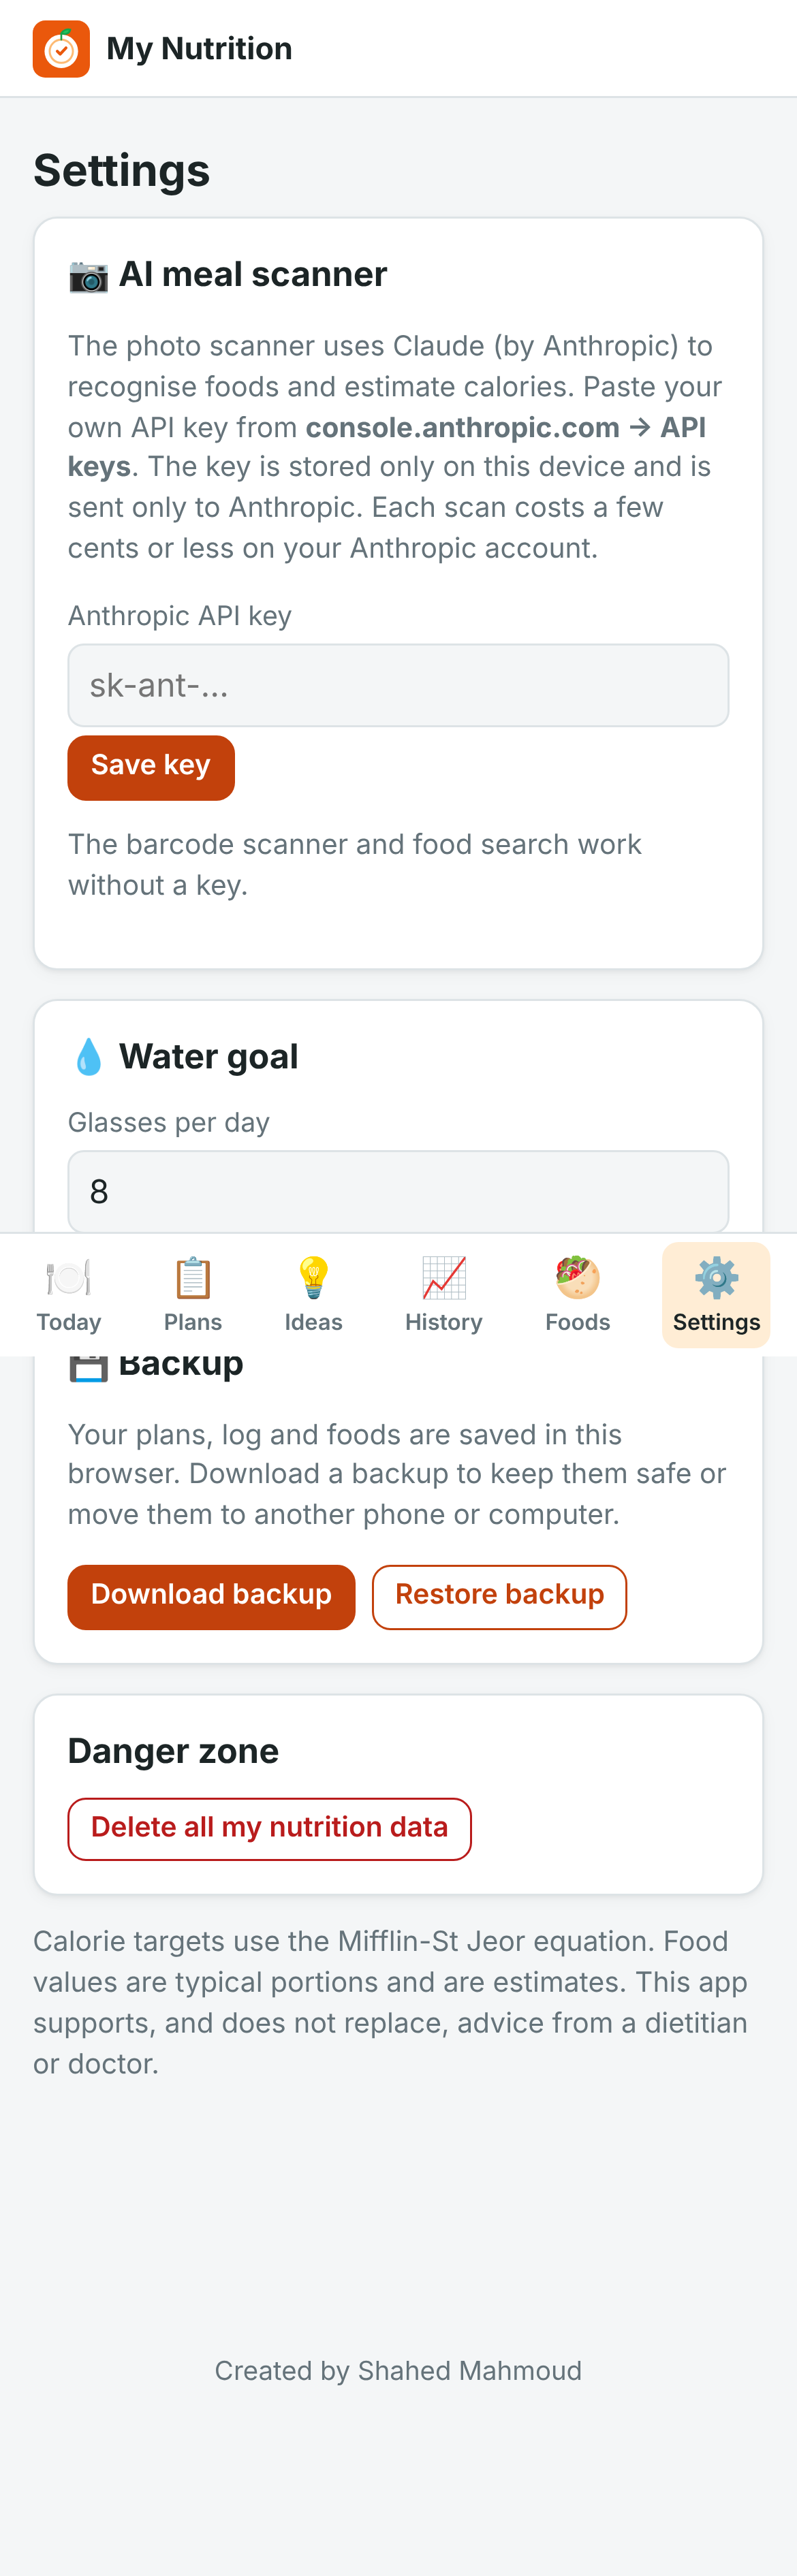 My Nutrition
Settings
AI meal scanner
The photo scanner uses Claude (by Anthropic) to
recognise foods and estimate calories. Paste your
own API key from console.anthropic.com → API
keys. The key is stored only on this device and is
sent only to Anthropic. Each scan costs a few
cents or less on your Anthropic account.
Anthropic API key
sk-ant-...
Save key
The barcode scanner and food search work
without a key.
Water goal
Glasses per day
8
Today Plans Ideas History Foods Settings
Backup
Your plans, log and foods are saved in this
browser. Download a backup to keep them safe or
move them to another phone or computer.
Download backup Restore backup
Danger zone
Delete all my nutrition data
Calorie targets use the Mifflin-St Jeor equation. Food
values are typical portions and are estimates. This app
supports, and does not replace, advice from a dietitian
or doctor.
Created by Shahed Mahmoud